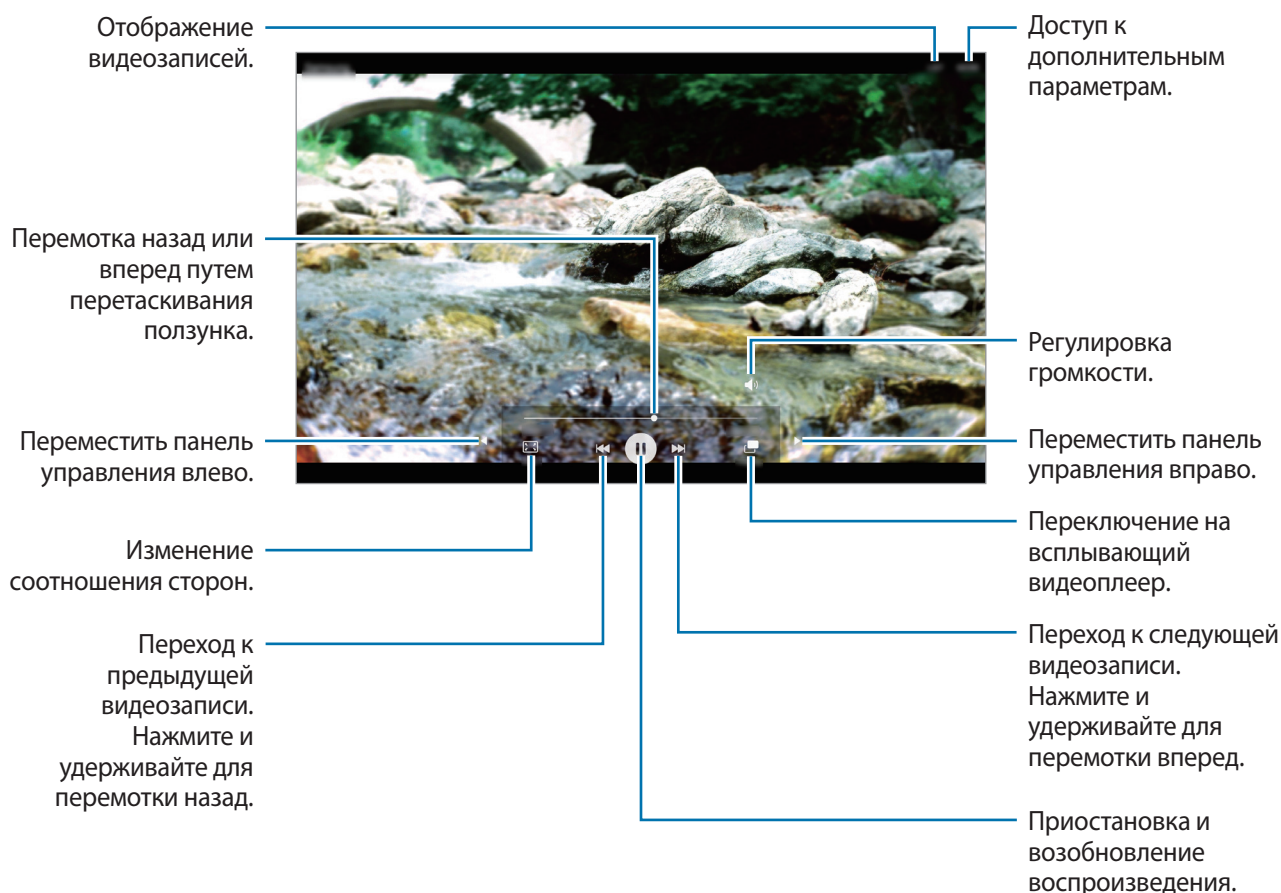 Отображение
видеозаписей.
Перемотка назад или
вперед путем
перетаскивания
ползунка.
Переместить панель
управления влево.
Изменение
соотношения сторон.
Переход к
предыдущей
видеозаписи.
Нажмите и
удерживайте для
перемотки назад.
Доступ к
дополнительным
параметрам.
Регулировка
громкости.
Переместить панель
управления вправо.
Переключение на
всплывающий
видеоплеер.
Переход к следующей
видеозаписи.
Нажмите и
удерживайте для
перемотки вперед.
Приостановка и
возобновление
воспроизведения.